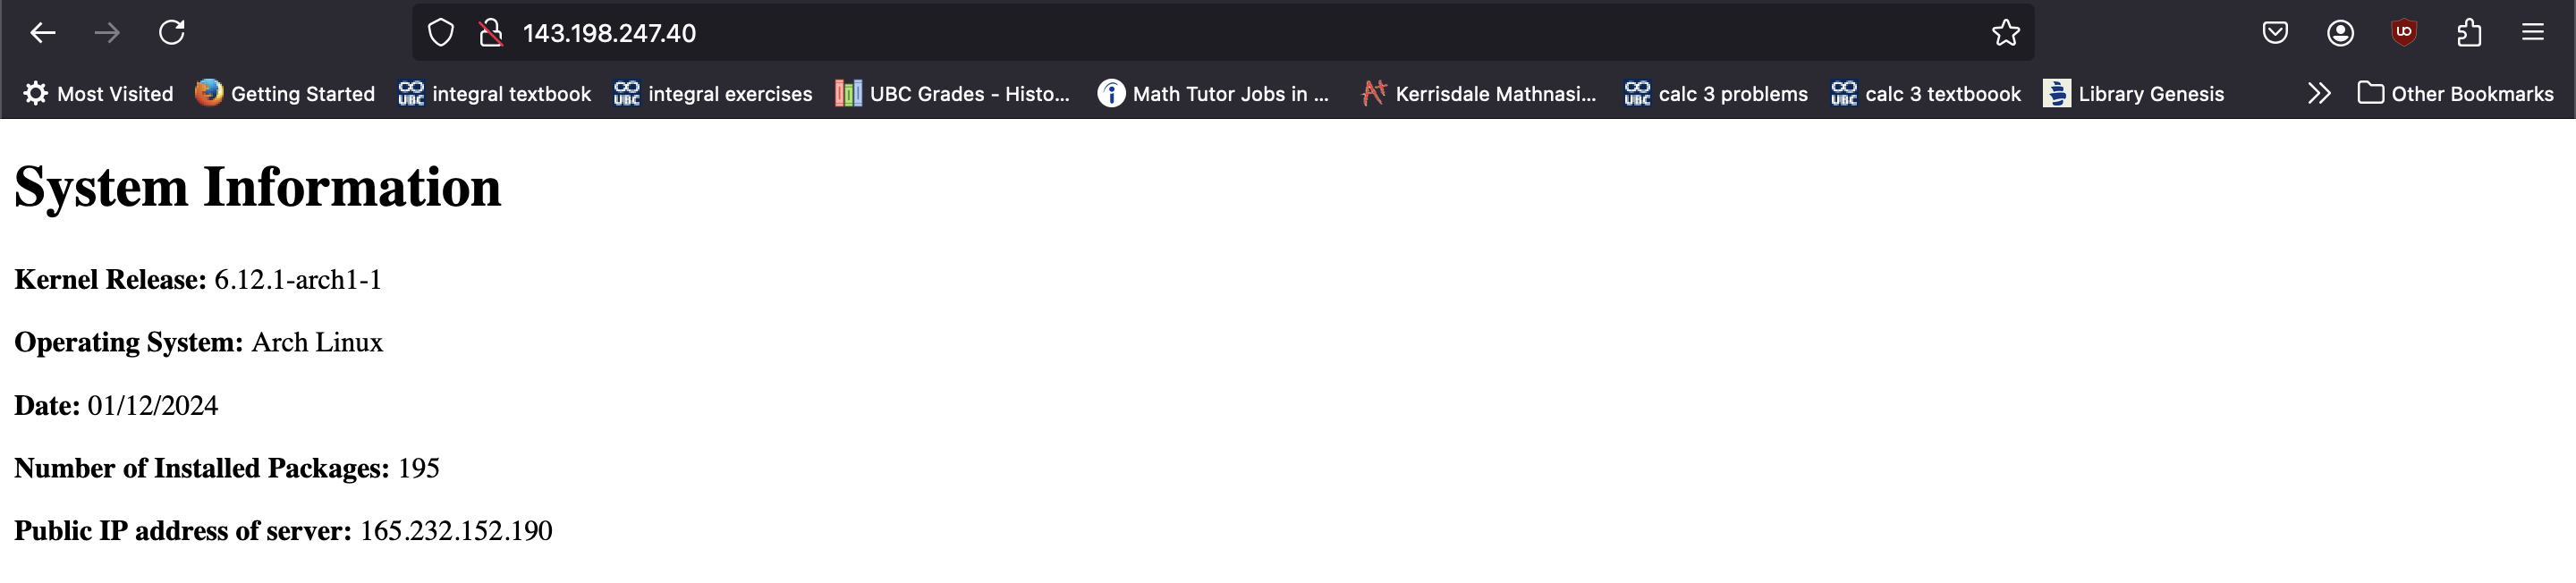 143.198.247.40
Most Visited Getting Started integral textbook integral exercises UBC Grades - Histo... Math Tutor Jobs in ... Kerrisdale Mathnasi... calc 3 problems calc 3 textboook Library Genesis Other Bookmarks
System Information
Kernel Release: 6.12.1-arch1-1
Operating System: Arch Linux
Date: 01/12/2024
Number of Installed Packages: 195
Public IP address of server: 165.232.152.190